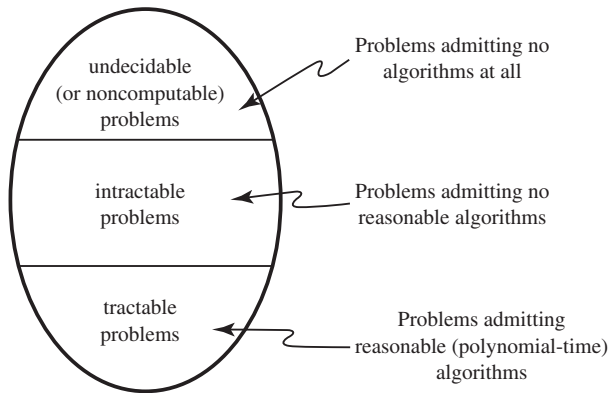 undecidable
(or noncomputable)
problems
Problems admitting no
algorithms at all
intractable
problems
Problems admitting no
reasonable algorithms
tractable
problems
Problems admitting
reasonable (polynomial-time)
algorithms